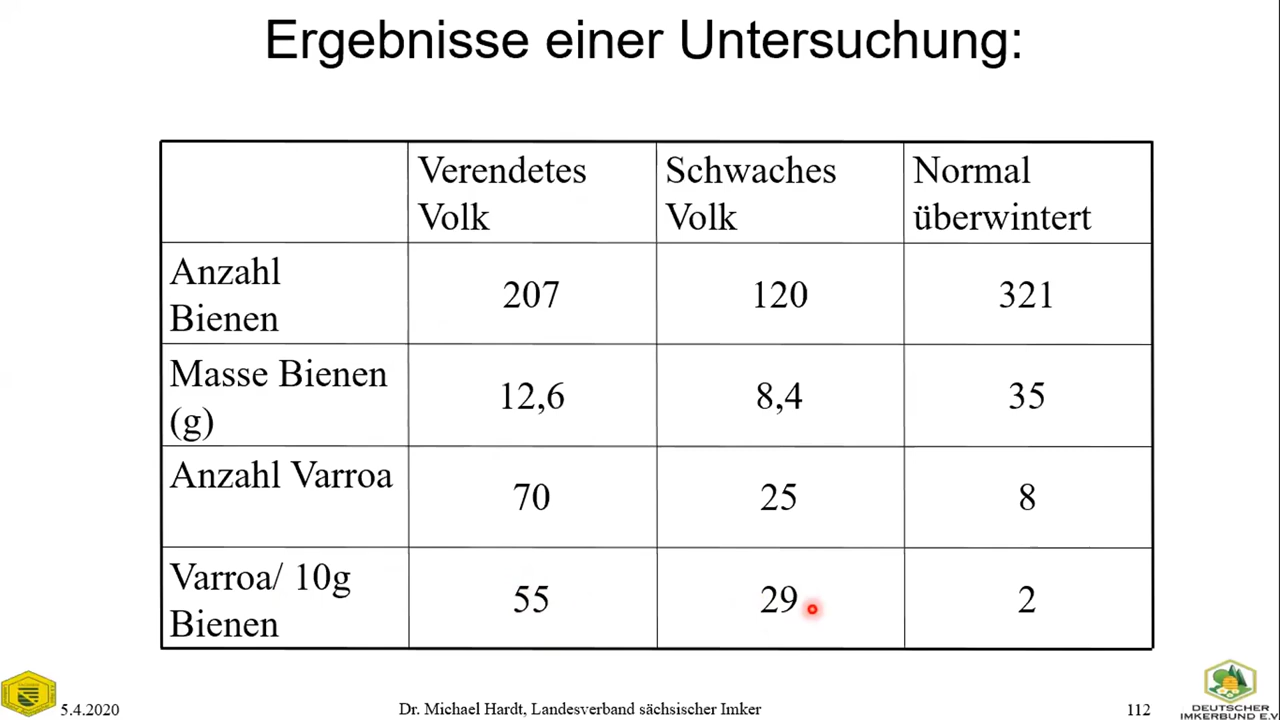 Ergebnisse einer Untersuchung:
Verendetes
Volk
Schwaches
Volk
Normal
überwintert
Anzahl
Bienen
207
120
321
Masse Bienen
(g)
12,6
8,4
35
Anzahl Varroa
70
25
8
Varroa/ 10g
Bienen
55
29
2
5.4.2020
Dr. Michael Hardt, Landesverband sächsischer Imker
112
DEUTSCHER
IMKERBUND E.V